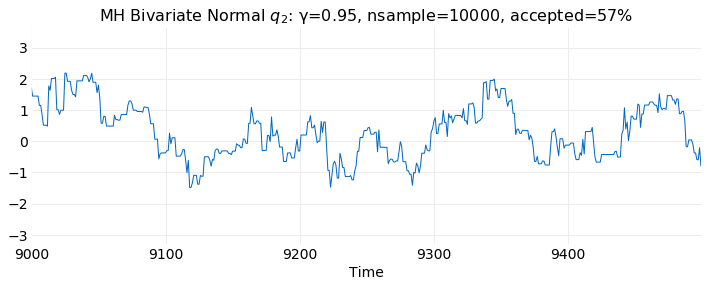 MH Bivariate Normal q₂: γ=0.95, nsample=10000, accepted=57%
3
2
1
0
−1
−2
−3
9000 9100 9200 9300 9400
Time